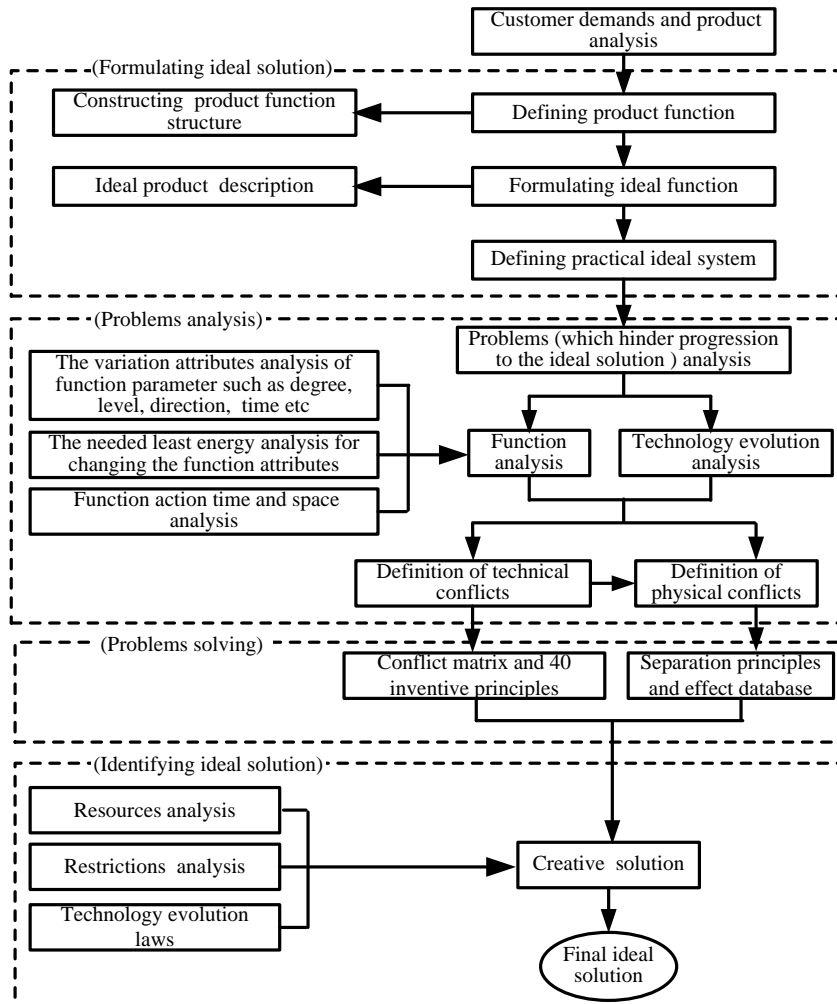 Customer demands and product
analysis
(Formulating ideal solution)
Constructing product function
structure
Defining product function
Ideal product description
Formulating ideal function
Defining practical ideal system
(Problems analysis)
Problems (which hinder progression
to the ideal solution ) analysis
The variation attributes analysis of
function parameter such as degree,
level, direction, time etc
The needed least energy analysis for
changing the function attributes
Function action time and space
analysis
Function
analysis
Technology evolution
analysis
Definition of technical
conflicts
Definition of
physical conflicts
(Problems solving)
Conflict matrix and 40
inventive principles
Separation principles
and effect database
(Identifying ideal solution)
Resources analysis
Restrictions analysis
Technology evolution
laws
Creative solution
Final ideal
solution